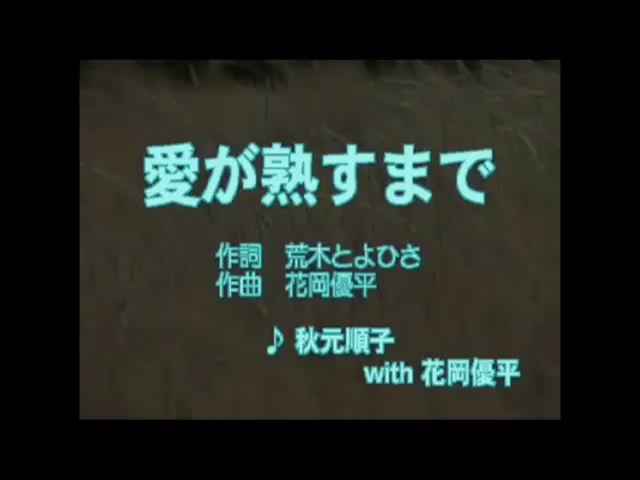 愛が熟すまで
作詞 荒木とよひさ
作曲 花岡優平
♪ 秋元順子
with 花岡優平